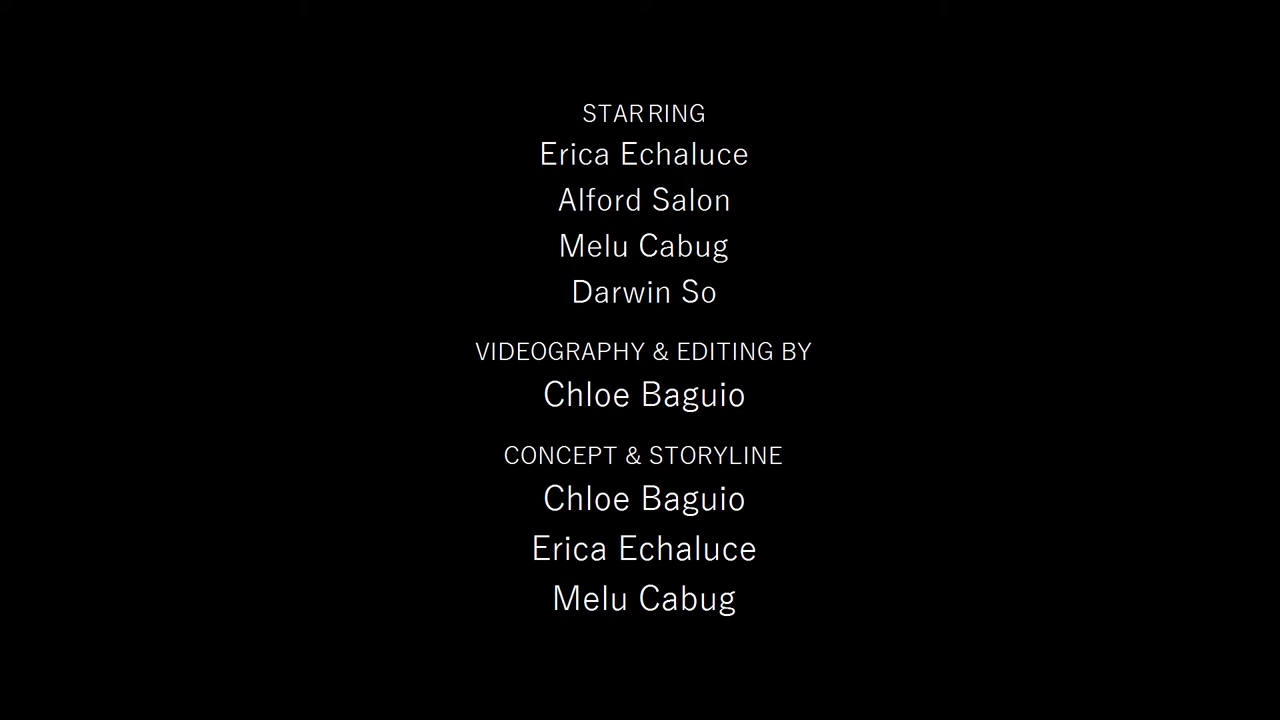 STARRING
Erica Echaluce
Alford Salon
Melu Cabug
Darwin So
VIDEOGRAPHY & EDITING BY
Chloe Baguio
CONCEPT & STORYLINE
Chloe Baguio
Erica Echaluce
Melu Cabug